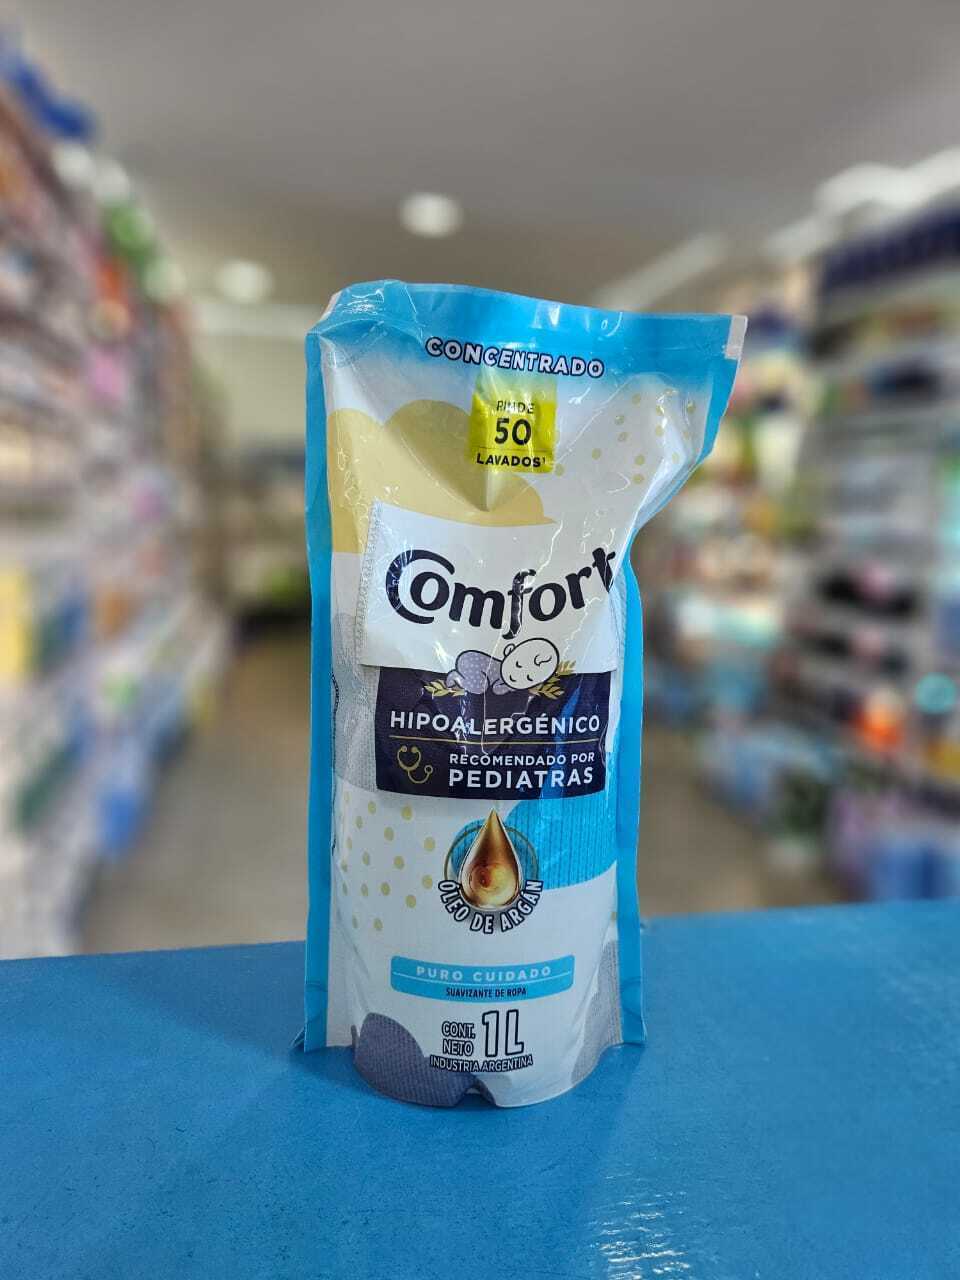 CONCENTRADO
RINDE
50
LAVADOS¹
Comfort
HIPOALERGÉNICO
RECOMENDADO POR
PEDIATRAS
ÓLEO DE ARGÁN
PURO CUIDADO
SUAVIZANTE DE ROPA
CONT.
NETO 1L
INDUSTRIA ARGENTINA